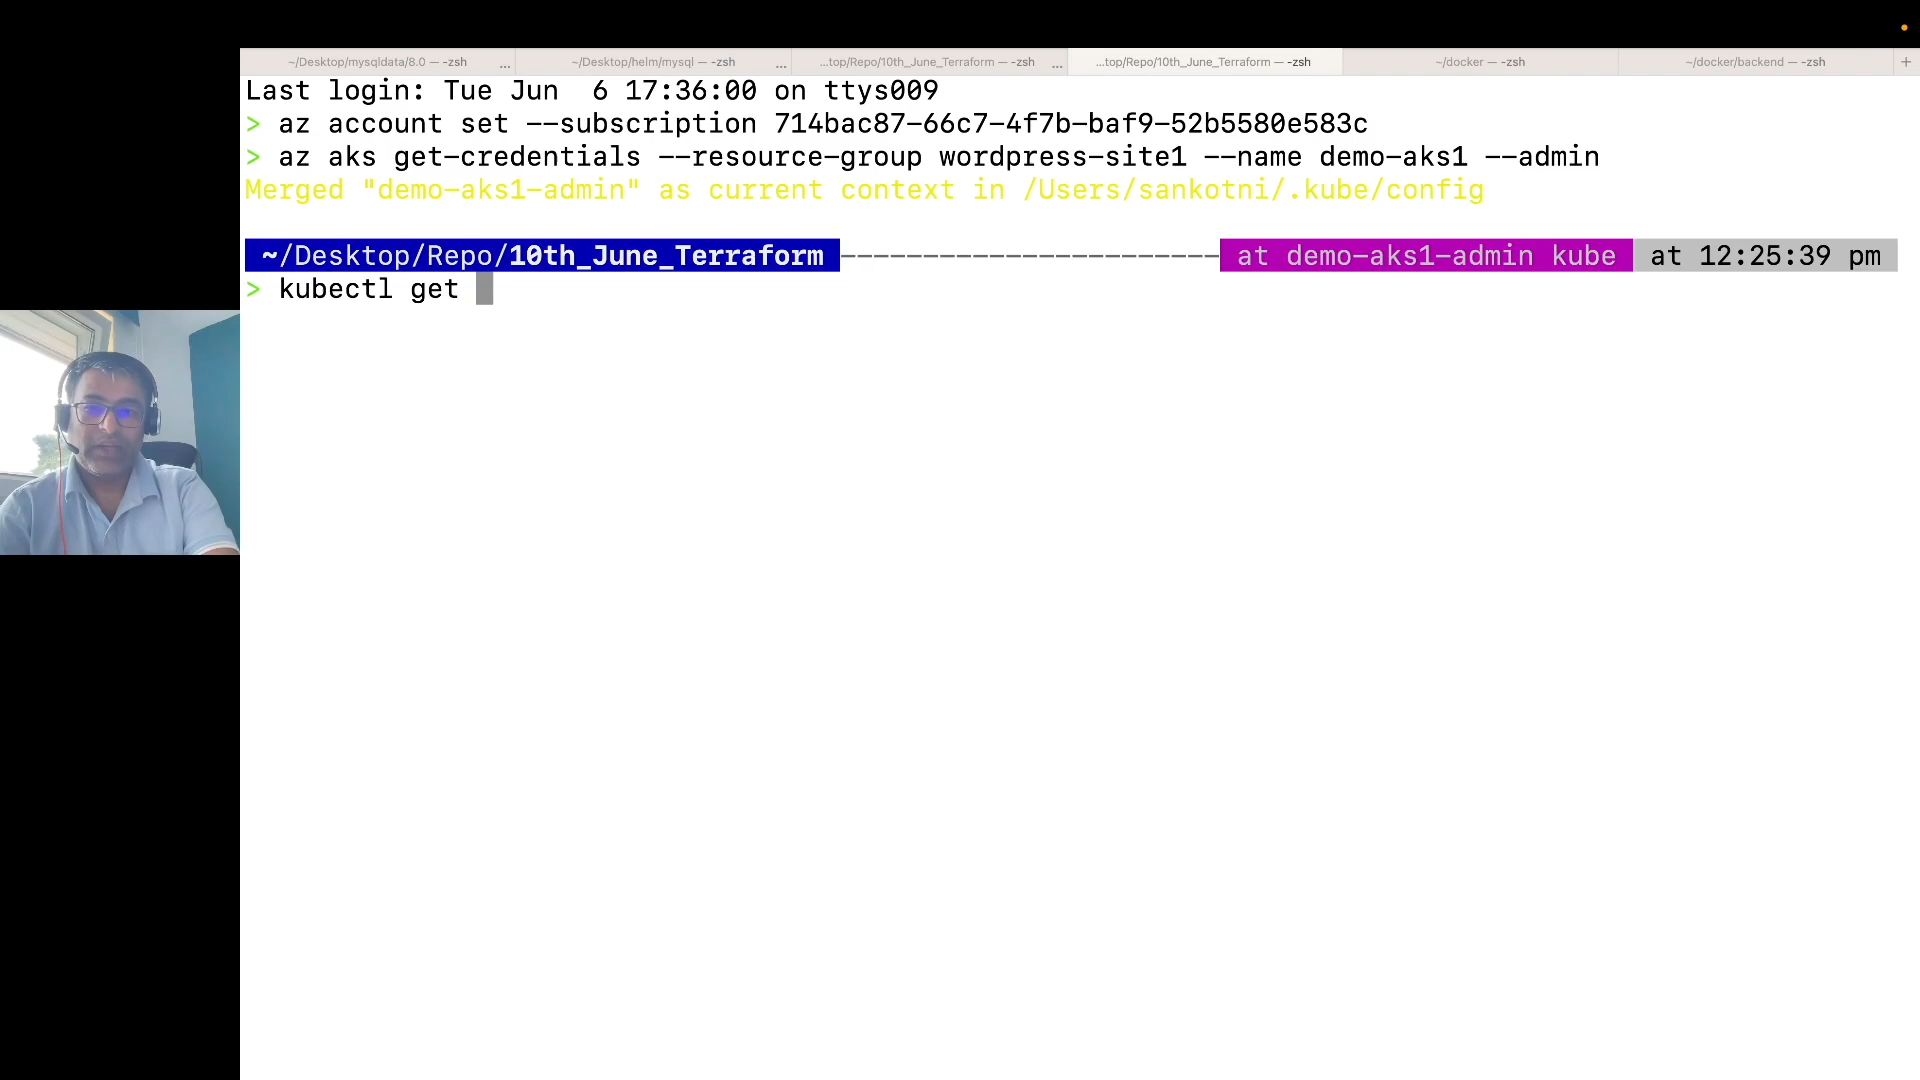 ~/Desktop/mysqldata/8.0 — -zsh ... ~/Desktop/helm/mysql — -zsh ... ...top/Repo/10th_June_Terraform — -zsh ... ...top/Repo/10th_June_Terraform — -zsh ~/docker — -zsh ~/docker/backend — -zsh +
Last login: Tue Jun  6 17:36:00 on ttys009
> az account set --subscription 714bac87-66c7-4f7b-baf9-52b5580e583c
> az aks get-credentials --resource-group wordpress-site1 --name demo-aks1 --admin
Merged "demo-aks1-admin" as current context in /Users/sankotni/.kube/config
~/Desktop/Repo/10th_June_Terraform ----------------------- at demo-aks1-admin kube at 12:25:39 pm
> kubectl get